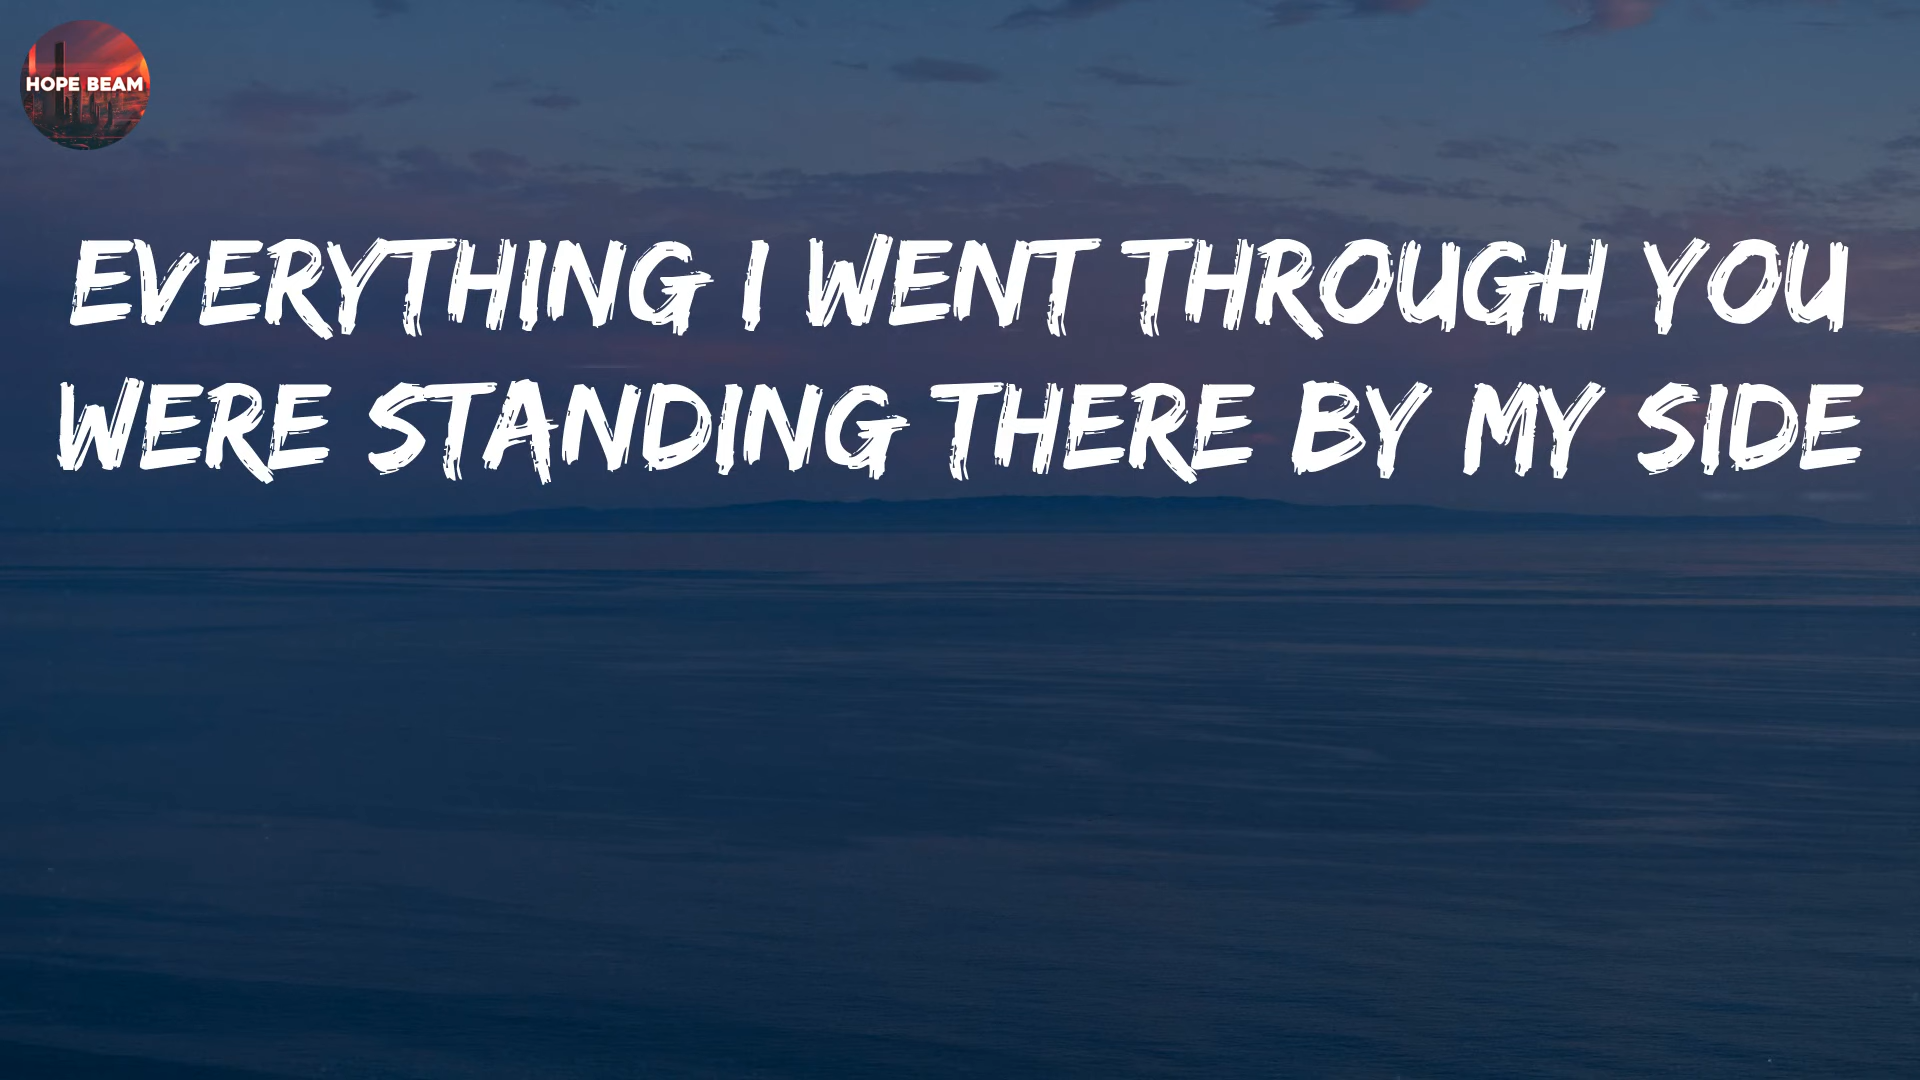 HOPE BEAM
EVERYTHING I WENT THROUGH YOU
WERE STANDING THERE BY MY SIDE